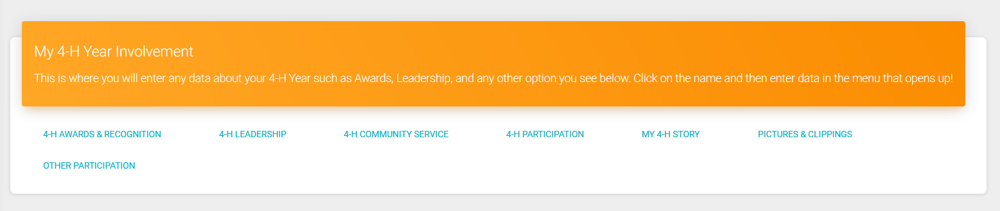 My 4-H Year Involvement
This is where you will enter any data about your 4-H Year such as Awards, Leadership, and any other option you see below. Click on the name and then enter data in the menu that opens up!
4-H AWARDS & RECOGNITION 4-H LEADERSHIP 4-H COMMUNITY SERVICE 4-H PARTICIPATION MY 4-H STORY PICTURES & CLIPPINGS
OTHER PARTICIPATION